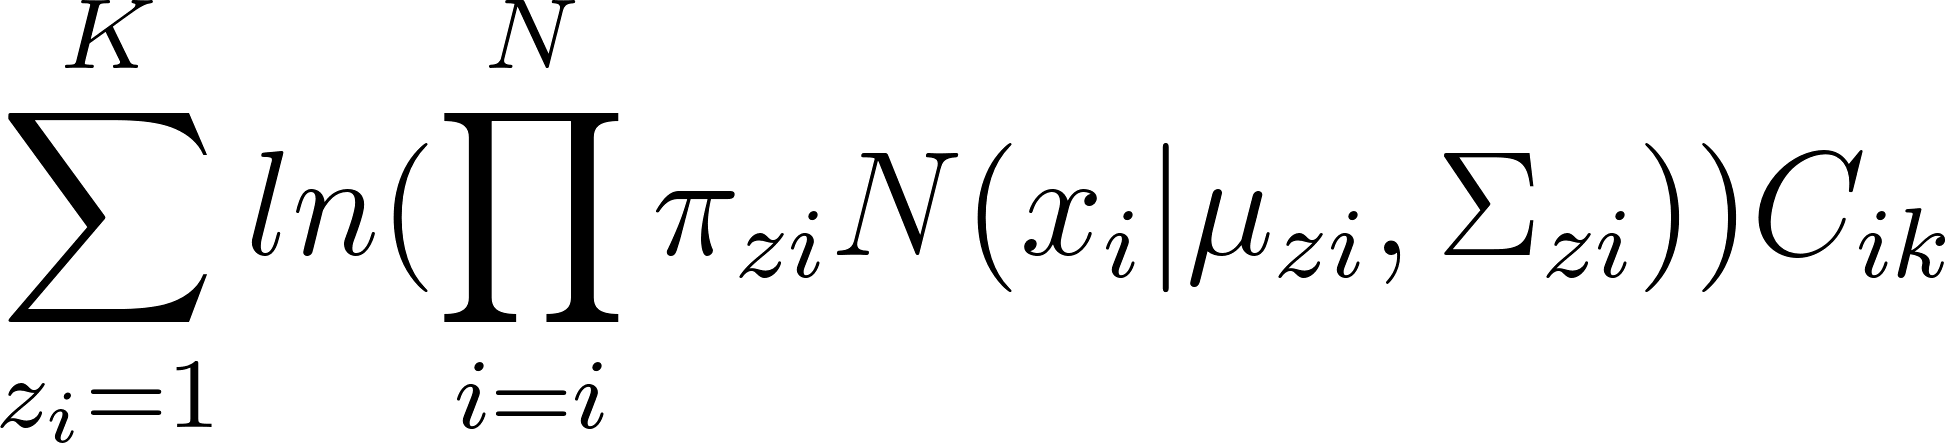 \sum_{z_i=1}^{K} ln(\prod_{i=i}^{N} \pi_{zi} N(x_i|\mu_{zi}, \Sigma_{zi}))C_{ik}